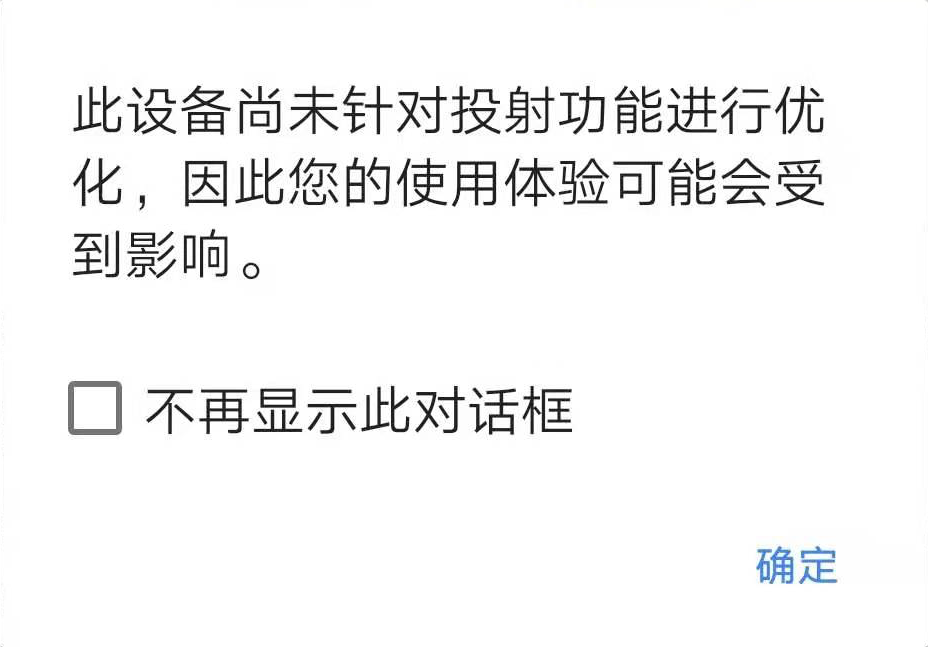 此设备尚未针对投射功能进行优
化，因此您的使用体验可能会受
到影响。
不再显示此对话框
确定